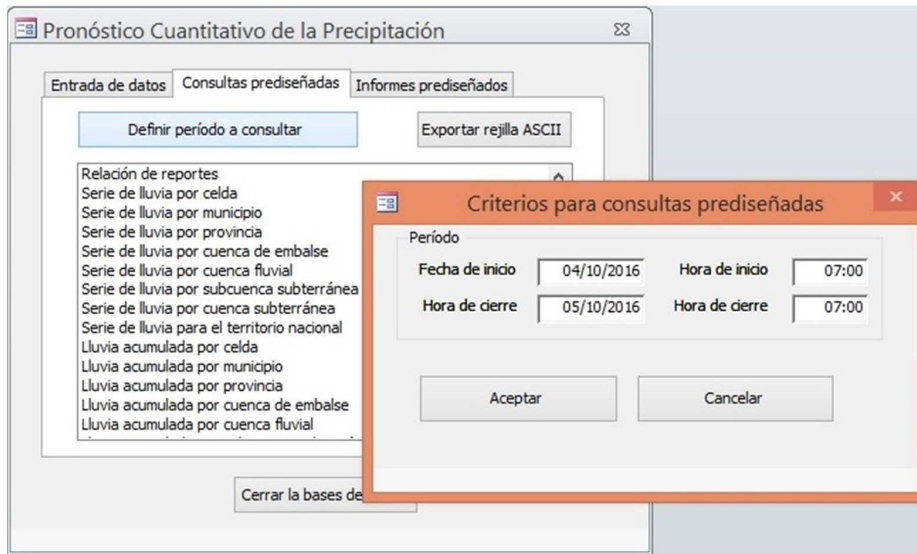 Pronóstico Cuantitativo de la Precipitación
Entrada de datos Consultas prediseñadas Informes prediseñados
Definir período a consultar Exportar rejilla ASCII
Relación de reportes
Serie de lluvia por celda
Serie de lluvia por municipio
Serie de lluvia por provincia
Serie de lluvia por cuenca de embalse
Serie de lluvia por cuenca fluvial
Serie de lluvia por subcuenca subterránea
Serie de lluvia por cuenca subterránea
Serie de lluvia para el territorio nacional
Lluvia acumulada por celda
Lluvia acumulada por municipio
Lluvia acumulada por provincia
Lluvia acumulada por cuenca de embalse
Lluvia acumulada por cuenca fluvial
Cerrar la bases de
Criterios para consultas prediseñadas
Período
Fecha de inicio 04/10/2016 Hora de inicio 07:00
Hora de cierre 05/10/2016 Hora de cierre 07:00
Aceptar Cancelar